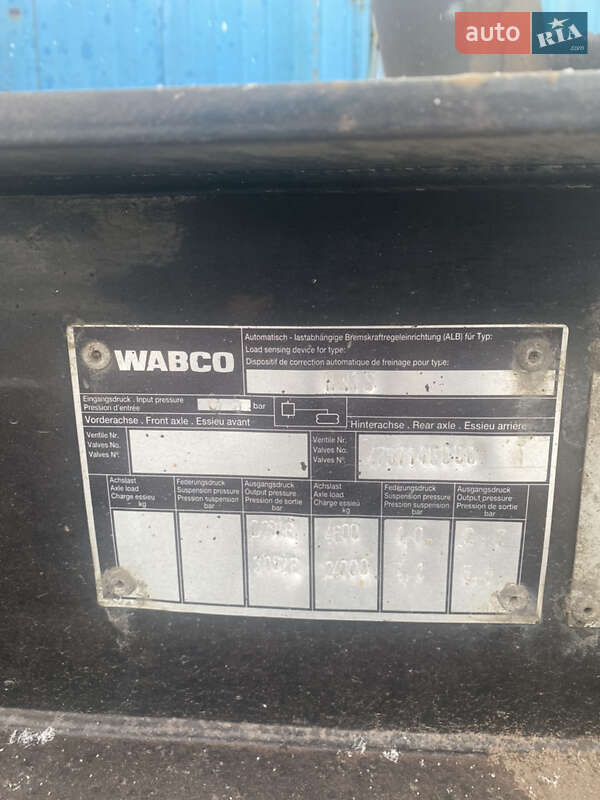 auto RIA.com
WABCO
Automatisch - lastabhängige Bremskraftregeleinrichtung (ALB) für Typ:
Load sensing device for type:
Dispositif de correction automatique de freinage pour type:
Eingangsdruck . Input pressure
Pression d'entrée
bar
Vorderachse . Front axle . Essieu avant
Hinterachse . Rear axle . Essieu arrière
Ventile Nr.
Valves No.
Valves Nº.
Ventile Nr.
Valves No.
Valves Nº.
Achslast
Axle load
Charge essieu
kg
Federungsdruck
Suspension pressure
Pression suspension
bar
Ausgangsdruck
Output pressure
Pression de sortie
bar
Achslast
Axle load
Charge essieu
kg
Federungsdruck
Suspension pressure
Pression suspension
bar
Ausgangsdruck
Output pressure
Pression de sortie
bar